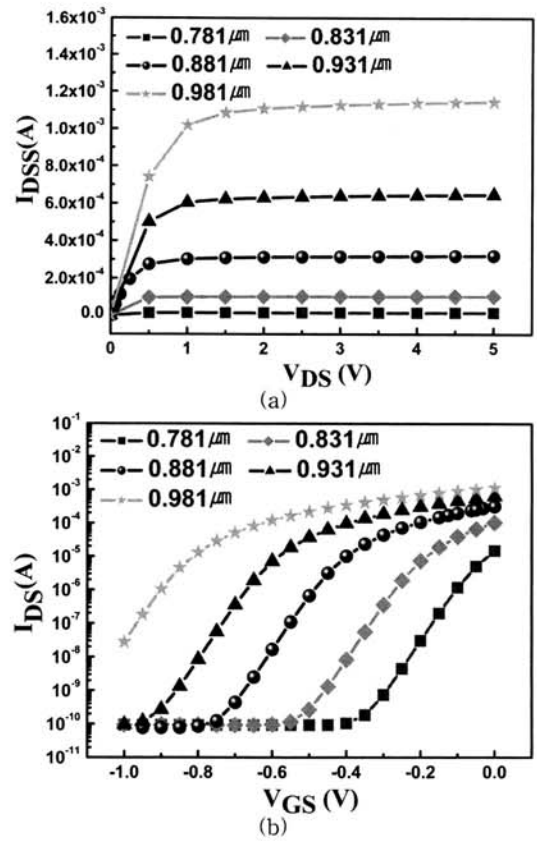 1.6x10-3
1.4x10-3
1.2x10-3
1.0x10-3
8.0x10-4
6.0x10-4
4.0x10-4
2.0x10-4
0.0
IDSS(A)
0.781㎛ 0.831㎛
0.881㎛ 0.931㎛
0.981㎛
0 1 2 3 4 5
VDS (V)
(a)
10-1
10-2
10-3
10-4
10-5
10-6
10-7
10-8
10-9
10-10
10-11
IDS(A)
0.781㎛ 0.831㎛
0.881㎛ 0.931㎛
0.981㎛
-1.0 -0.8 -0.6 -0.4 -0.2 0.0
VGS (V)
(b)